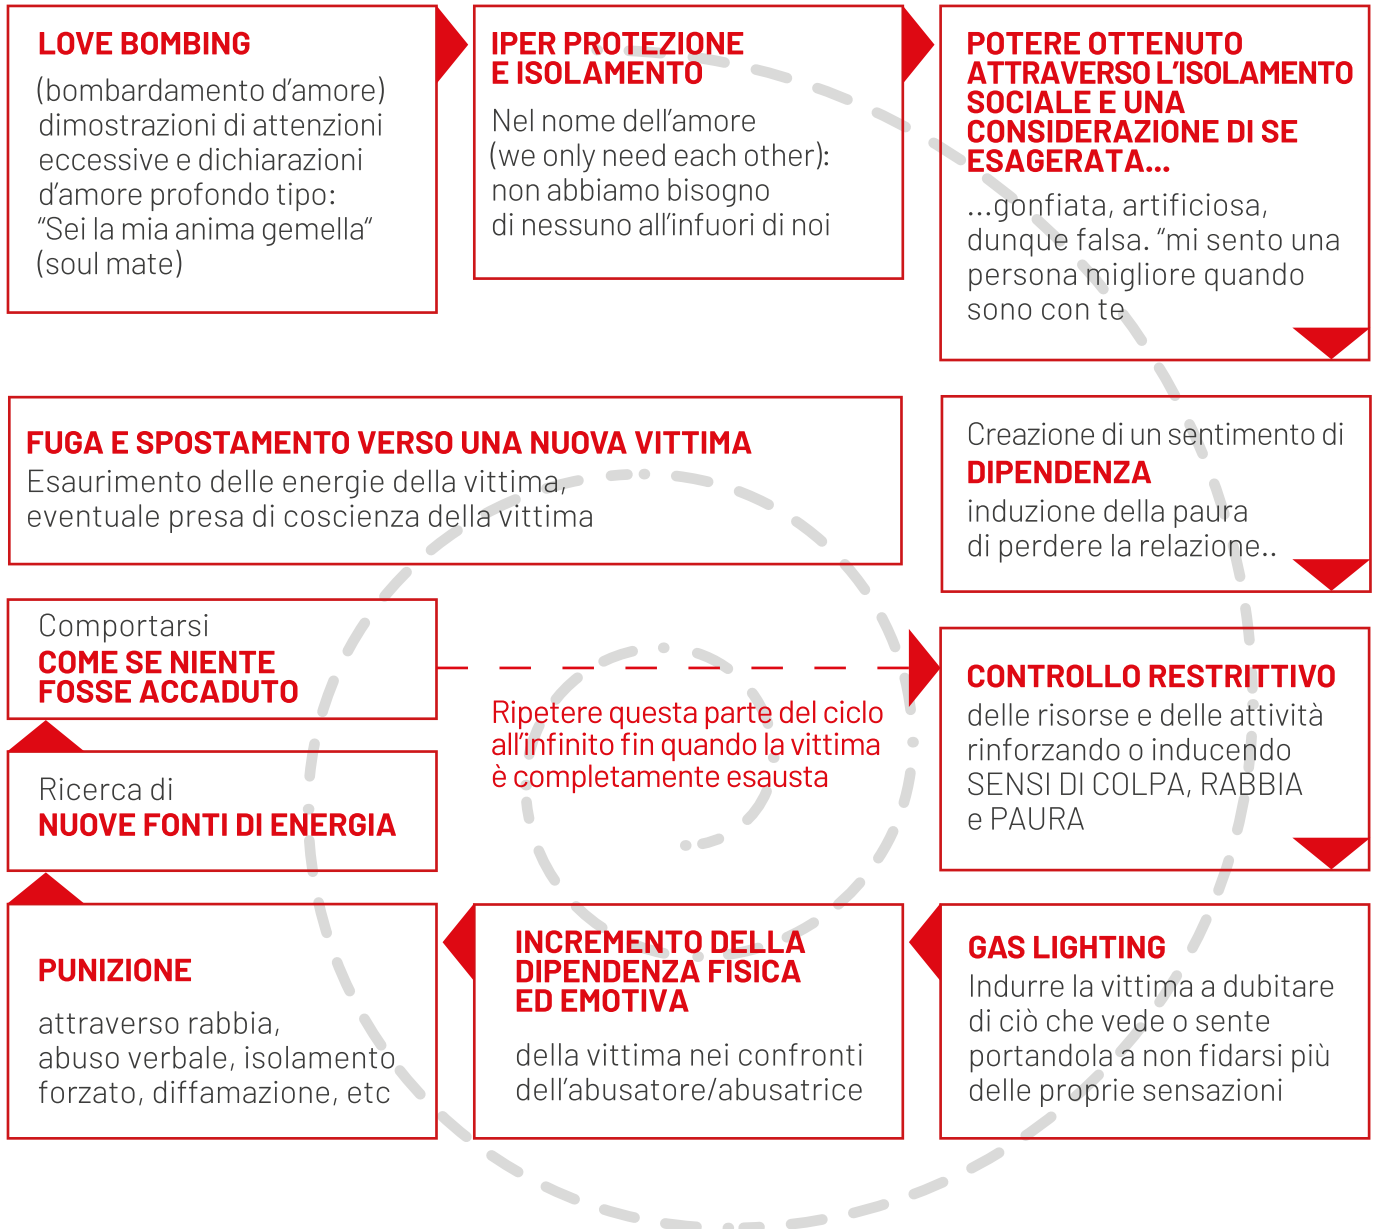 LOVE BOMBING
(bombardamento d'amore)
dimostrazioni di attenzioni
eccessive e dichiarazioni
d'amore profondo tipo:
"Sei la mia anima gemella"
(soul mate)
IPER PROTEZIONE
E ISOLAMENTO
Nel nome dell'amore
(we only need each other):
non abbiamo bisogno
di nessuno all'infuori di noi
POTERE OTTENUTO
ATTRAVERSO L'ISOLAMENTO
SOCIALE E UNA
CONSIDERAZIONE DI SE
ESAGERATA...
...gonfiata, artificiosa,
dunque falsa. "mi sento una
persona migliore quando
sono con te
Creazione di un sentimento di
DIPENDENZA
induzione della paura
di perdere la relazione..
CONTROLLO RESTRITTIVO
delle risorse e delle attività
rinforzando o inducendo
SENSI DI COLPA, RABBIA
e PAURA
GAS LIGHTING
Indurre la vittima a dubitare
di ciò che vede o sente
portandola a non fidarsi più
delle proprie sensazioni
INCREMENTO DELLA
DIPENDENZA FISICA
ED EMOTIVA
della vittima nei confronti
dell'abusatore/abusatrice
PUNIZIONE
attraverso rabbia,
abuso verbale, isolamento
forzato, diffamazione, etc
Ricerca di
NUOVE FONTI DI ENERGIA
Comportarsi
COME SE NIENTE
FOSSE ACCADUTO
Ripetere questa parte del ciclo
all'infinito fin quando la vittima
è completamente esausta
FUGA E SPOSTAMENTO VERSO UNA NUOVA VITTIMA
Esaurimento delle energie della vittima,
eventuale presa di coscienza della vittima